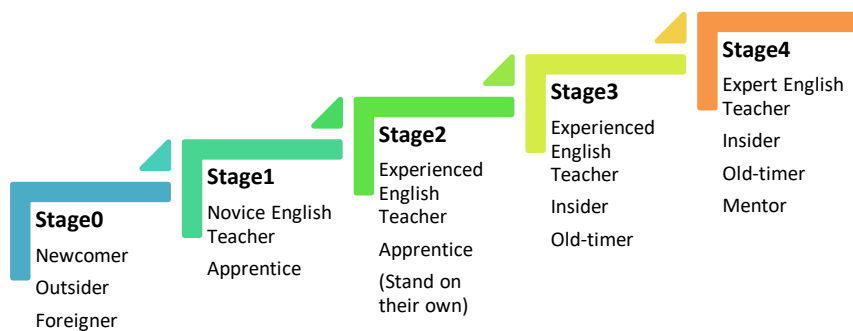 Stage0
Newcomer
Outsider
Foreigner
Stage1
Novice English
Teacher
Apprentice
Stage2
Experienced
English
Teacher
Apprentice
(Stand on
their own)
Stage3
Experienced
English
Teacher
Insider
Old-timer
Stage4
Expert English
Teacher
Insider
Old-timer
Mentor